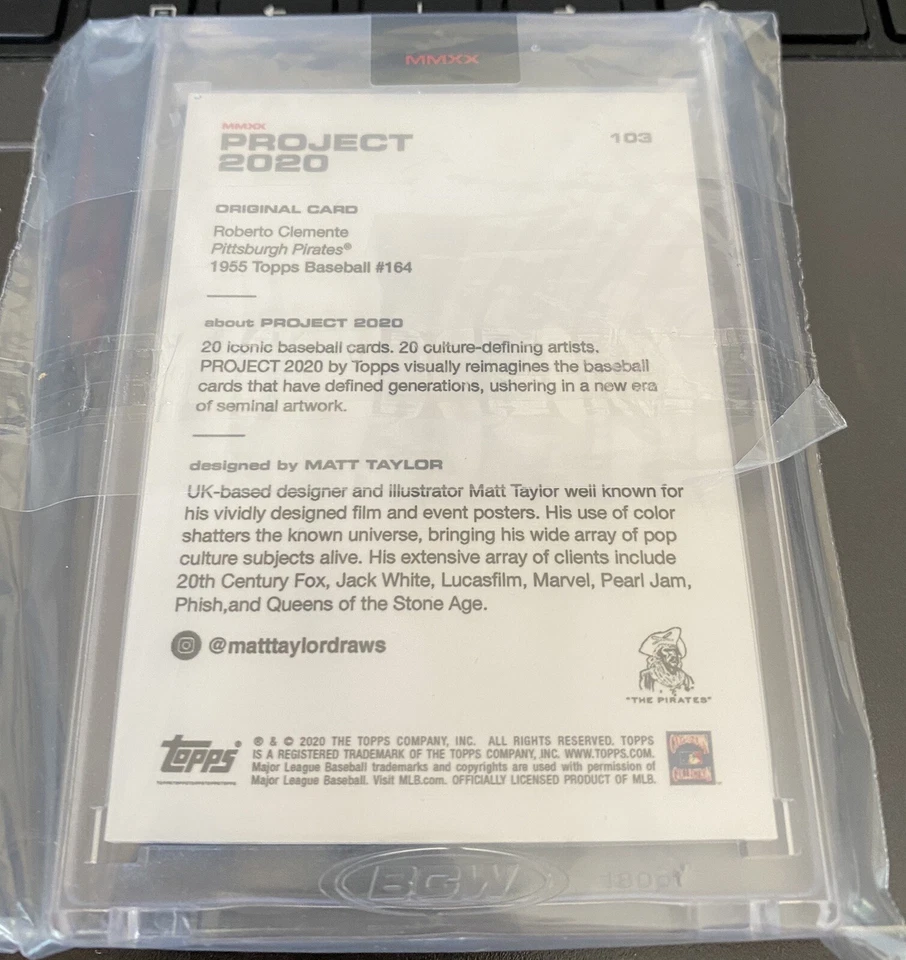 MMXX
MMXX
PROJECT
2020
103
ORIGINAL CARD
Roberto Clemente
Pittsburgh Pirates®
1955 Topps Baseball #164
about PROJECT 2020
20 iconic baseball cards. 20 culture-defining artists.
PROJECT 2020 by Topps visually reimagines the baseball
cards that have defined generations, ushering in a new era
of seminal artwork.
designed by MATT TAYLOR
UK-based designer and illustrator Matt Taylor well known for
his vividly designed film and event posters. His use of color
shatters the known universe, bringing his wide array of pop
culture subjects alive. His extensive array of clients include
20th Century Fox, Jack White, Lucasfilm, Marvel, Pearl Jam,
Phish,and Queens of the Stone Age.
@matttaylordraws
"THE PIRATES"
topps®
® & © 2020 THE TOPPS COMPANY, INC. ALL RIGHTS RESERVED. TOPPS
IS A REGISTERED TRADEMARK OF THE TOPPS COMPANY, INC. WWW.TOPPS.COM.
Major League Baseball trademarks and copyrights are used with permission of
Major League Baseball. Visit MLB.com. OFFICIALLY LICENSED PRODUCT OF MLB.
COOPERSTOWN
COLLECTION
BGW